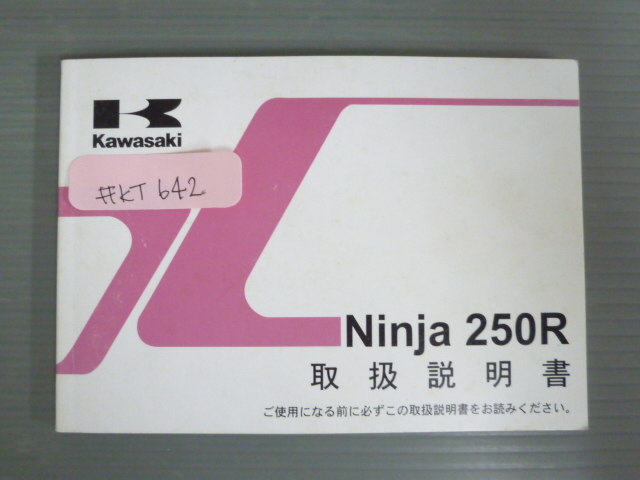 Kawasaki
#KT 642
Ninja 250R
取扱説明書
ご使用になる前に必ずこの取扱説明書をお読みください。